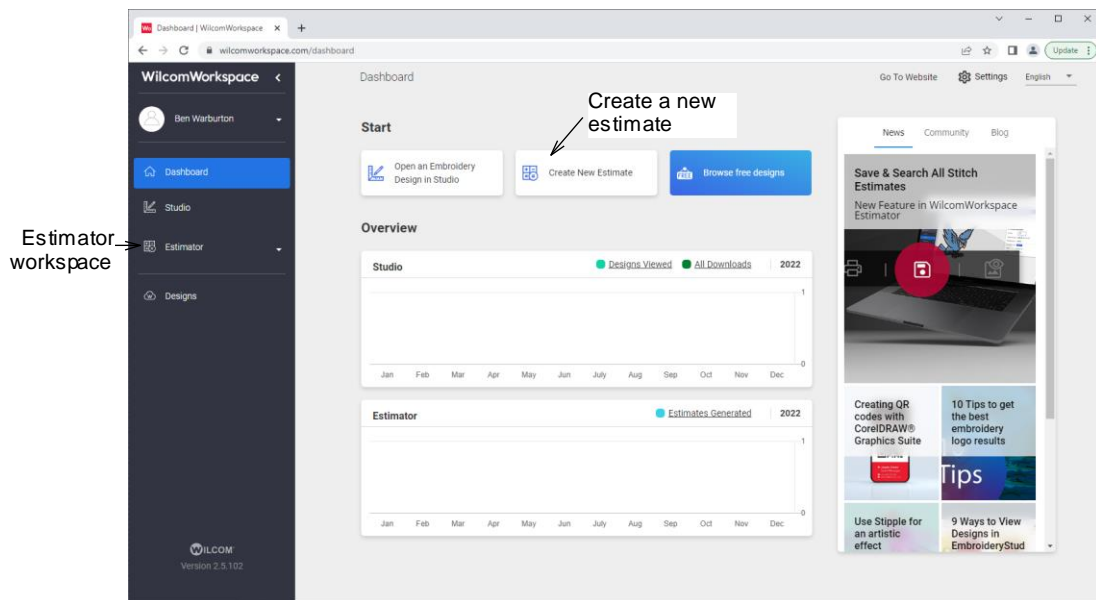 Wo Dashboard | WilcomWorkspace × +
wilcomworkspace.com/dashboard
Update
WilcomWorkspace
Ben Warburton
Dashboard
Studio
Estimator
Designs
WILCOM
Version 2.5.102
Estimator
workspace
Dashboard
Go To Website
Settings
English
Create a new
estimate
Start
Open an Embroidery
Design in Studio
Create New Estimate
FREE
Browse free designs
Overview
Studio
Designs Viewed
All Downloads
2022
1
0
Jan Feb Mar Apr May Jun July Aug Sep Oct Nov Dec
Estimator
Estimates Generated
2022
1
0
Jan Feb Mar Apr May Jun July Aug Sep Oct Nov Dec
News Community Blog
Save & Search All Stitch
Estimates
New Feature in WilcomWorkspace
Estimator
Creating QR
codes with
CorelDRAW®
Graphics Suite
10 Tips to get
the best
embroidery
logo results
Tips
Use Stipple for
an artistic
effect
9 Ways to View
Designs in
EmbroideryStud